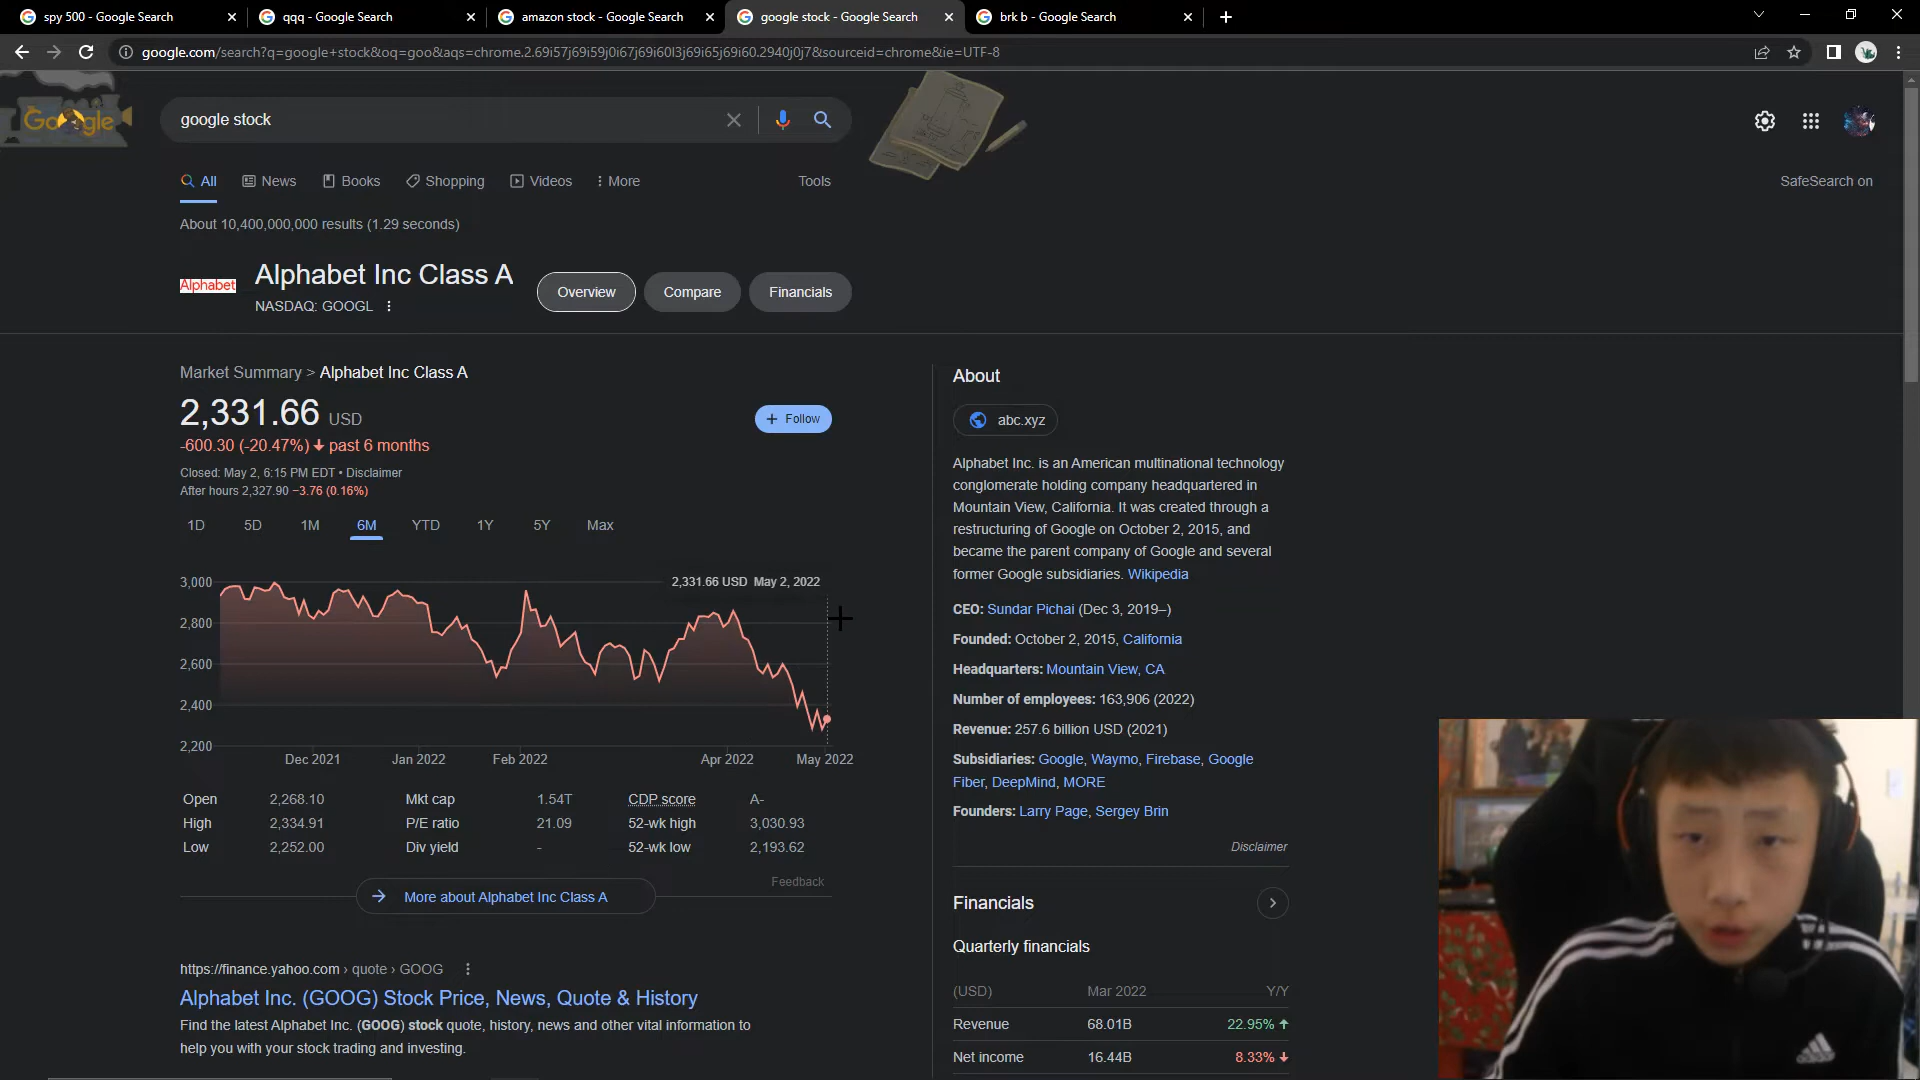 spy 500 - Google Search
qqq - Google Search
amazon stock - Google Search
google stock - Google Search
brk b - Google Search
google.com/search?q=google+stock&oq=goo&aqs=chrome.2.69i57j69i59j0i67j69i60l3j69i65j69i60.2940j0j7&sourceid=chrome&ie=UTF-8
Google
google stock
All
News
Books
Shopping
Videos
More
Tools
SafeSearch on
About 10,400,000,000 results (1.29 seconds)
Alphabet
Alphabet Inc Class A
NASDAQ: GOOGL
Overview
Compare
Financials
Market Summary > Alphabet Inc Class A
2,331.66 USD
-600.30 (-20.47%) past 6 months
Closed: May 2, 6:15 PM EDT • Disclaimer
After hours 2,327.90 −3.76 (0.16%)
+ Follow
1D 5D 1M 6M YTD 1Y 5Y Max
2,331.66 USD May 2, 2022
3,000
2,800
2,600
2,400
2,200
Dec 2021 Jan 2022 Feb 2022 Apr 2022 May 2022
Open 2,268.10 Mkt cap 1.54T CDP score A-
High 2,334.91 P/E ratio 21.09 52-wk high 3,030.93
Low 2,252.00 Div yield - 52-wk low 2,193.62
Feedback
More about Alphabet Inc Class A
https://finance.yahoo.com › quote › GOOG
Alphabet Inc. (GOOG) Stock Price, News, Quote & History
Find the latest Alphabet Inc. (GOOG) stock quote, history, news and other vital information to
help you with your stock trading and investing.
About
abc.xyz
Alphabet Inc. is an American multinational technology
conglomerate holding company headquartered in
Mountain View, California. It was created through a
restructuring of Google on October 2, 2015, and
became the parent company of Google and several
former Google subsidiaries. Wikipedia
CEO: Sundar Pichai (Dec 3, 2019–)
Founded: October 2, 2015, California
Headquarters: Mountain View, CA
Number of employees: 163,906 (2022)
Revenue: 257.6 billion USD (2021)
Subsidiaries: Google, Waymo, Firebase, Google
Fiber, DeepMind, MORE
Founders: Larry Page, Sergey Brin
Disclaimer
Financials
Quarterly financials
(USD) Mar 2022 Y/Y
Revenue 68.01B 22.95%
Net income 16.44B 8.33%
adidas